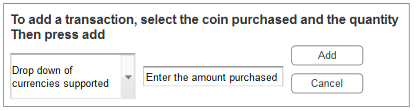 To add a transaction, select the coin purchased and the quantity
Then press add
Add
Drop down of
currencies supported
Enter the amount purchased
Cancel